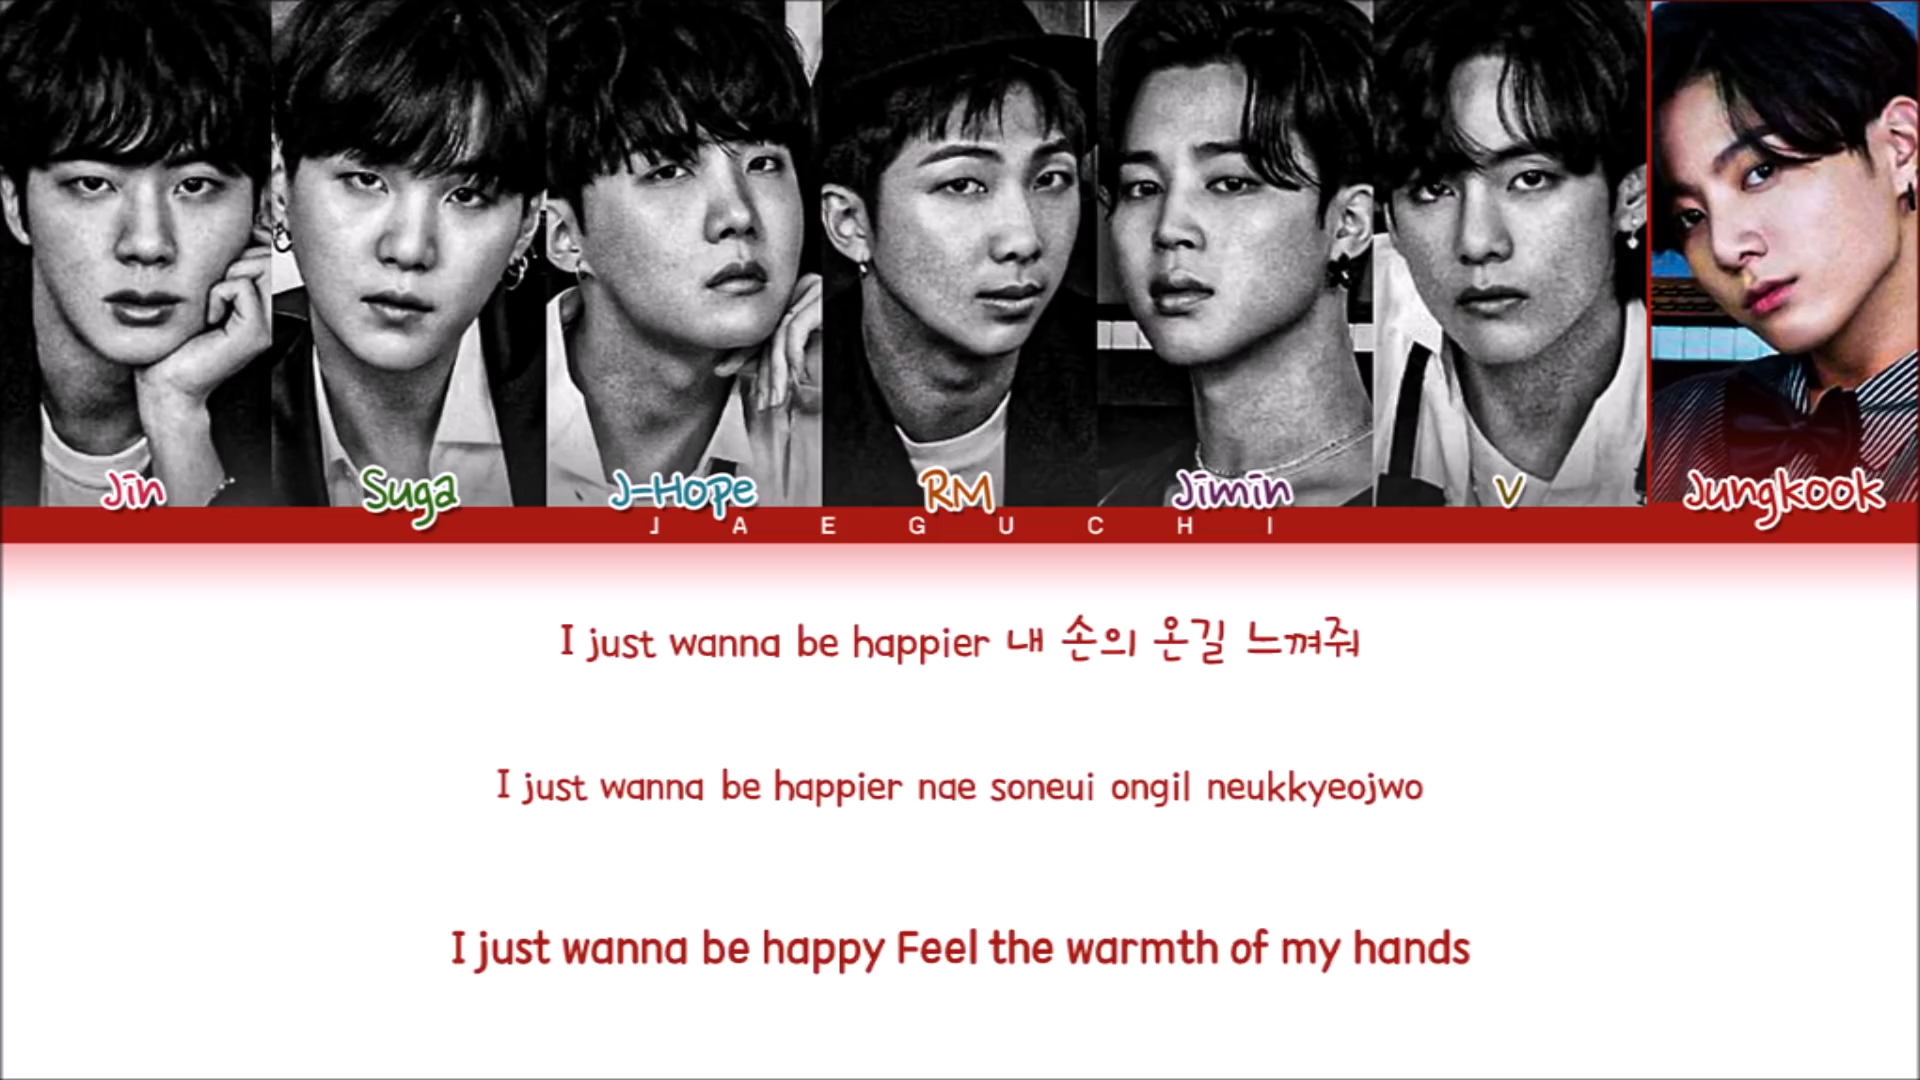 Jin Suga J-Hope RM Jimin V Jungkook
JAEGUCHI
I just wanna be happier 내 손의 온길 느껴줘
I just wanna be happier nae soneui ongil neukkyeojwo
I just wanna be happy Feel the warmth of my hands